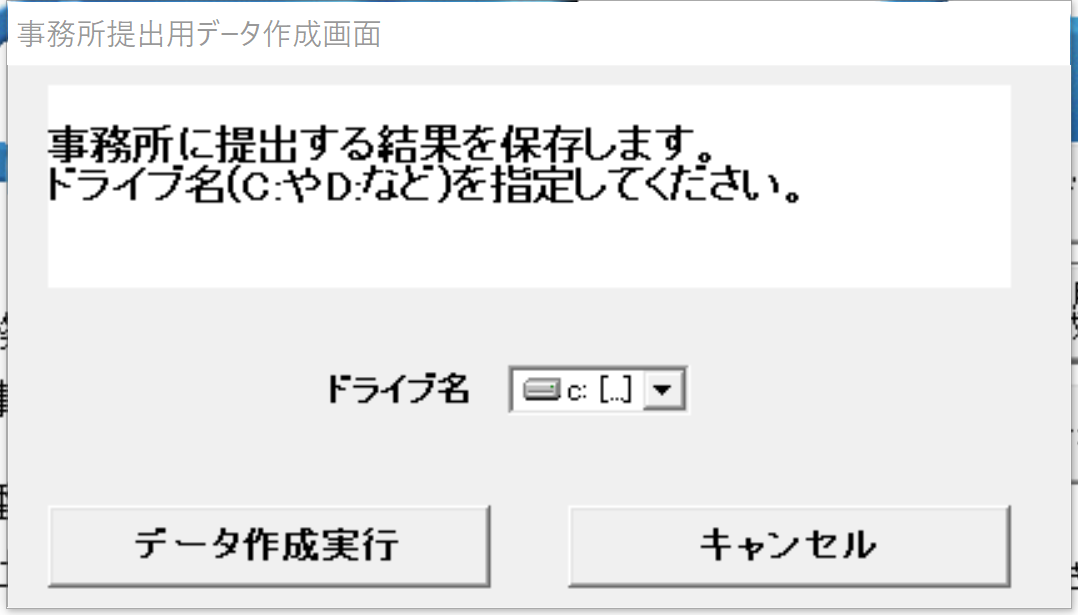 事務所提出用データ作成画面
事務所に提出する結果を保存します。
ドライブ名(C:やD:など)を指定してください。
ドライブ名 c: [...]
データ作成実行 キャンセル